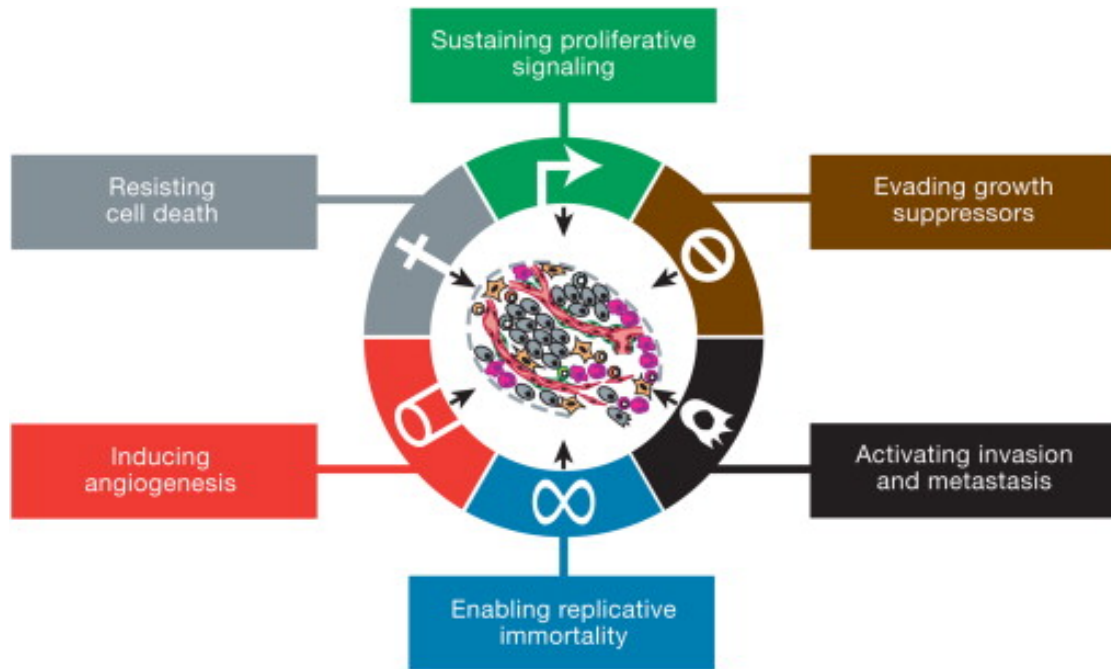 Sustaining proliferative
signaling
Resisting
cell death
Evading growth
suppressors
Inducing
angiogenesis
Activating invasion
and metastasis
Enabling replicative
immortality